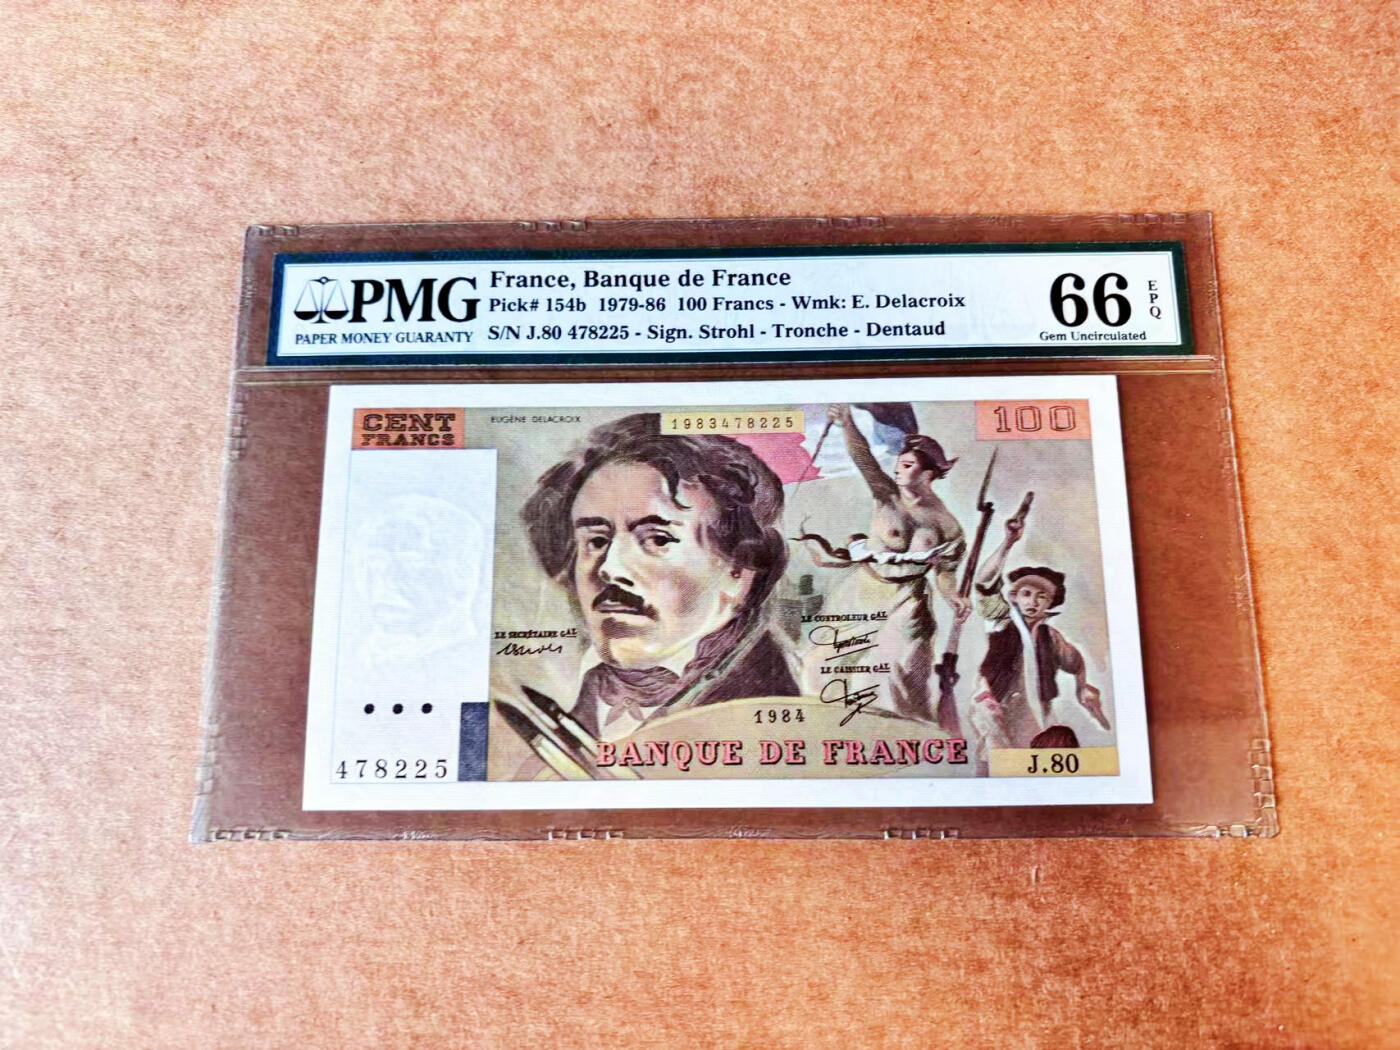 PMG
PAPER MONEY GUARANTY
France, Banque de France
Pick# 154b 1979-86 100 Francs - Wmk: E. Delacroix
S/N J.80 478225 - Sign. Strohl - Tronche - Dentaud
66
EPQ
Gem Uncirculated
CENT
FRANCS
EUGÈNE DELACROIX
1983478225
100
LE SECRÉTAIRE GAL
LE CONTROLEUR GAL
LE CAISSIER GAL
1984
BANQUE DE FRANCE
478225
J.80